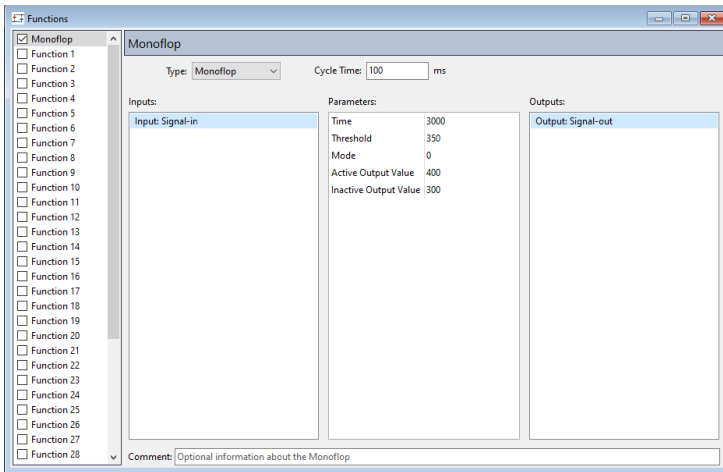 Functions
Monoflop
Function 1
Function 2
Function 3
Function 4
Function 5
Function 6
Function 7
Function 8
Function 9
Function 10
Function 11
Function 12
Function 13
Function 14
Function 15
Function 16
Function 17
Function 18
Function 19
Function 20
Function 21
Function 22
Function 23
Function 24
Function 25
Function 26
Function 27
Function 28
Monoflop
Type: Monoflop Cycle Time: 100 ms
Inputs: Parameters: Outputs:
Input: Signal-in Time 3000 Output: Signal-out
Threshold 350
Mode 0
Active Output Value 400
Inactive Output Value 300
Comment: Optional information about the Monoflop